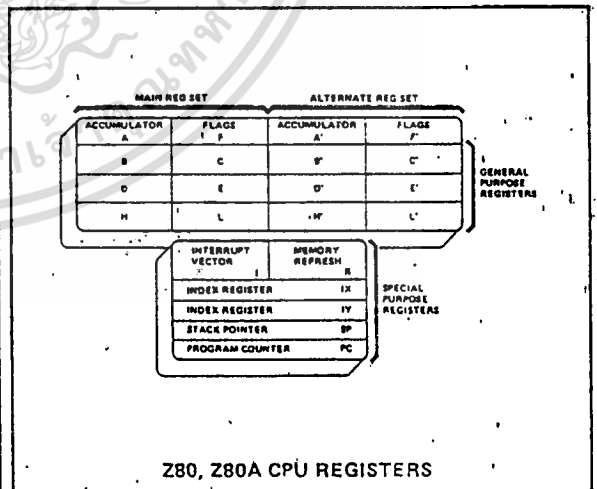 MAIN REG SET
ALTERNATE REG SET
ACCUMULATOR A
FLAGS F
ACCUMULATOR A'
FLAGS F'
B
C
B'
C'
D
E
D'
E'
H
L
H'
L'
GENERAL
PURPOSE
REGISTERS
INTERRUPT
VECTOR I
MEMORY
REFRESH R
INDEX REGISTER IX
INDEX REGISTER IY
STACK POINTER SP
PROGRAM COUNTER PC
SPECIAL
PURPOSE
REGISTERS
Z80, Z80A CPU REGISTERS